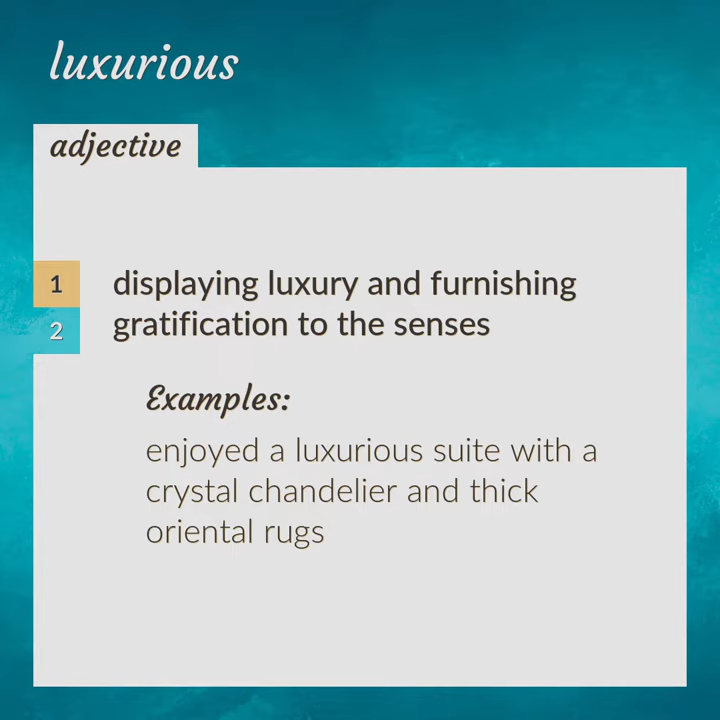 luxurious
adjective
1
displaying luxury and furnishing
2
gratification to the senses
Examples:
enjoyed a luxurious suite with a
crystal chandelier and thick
oriental rugs